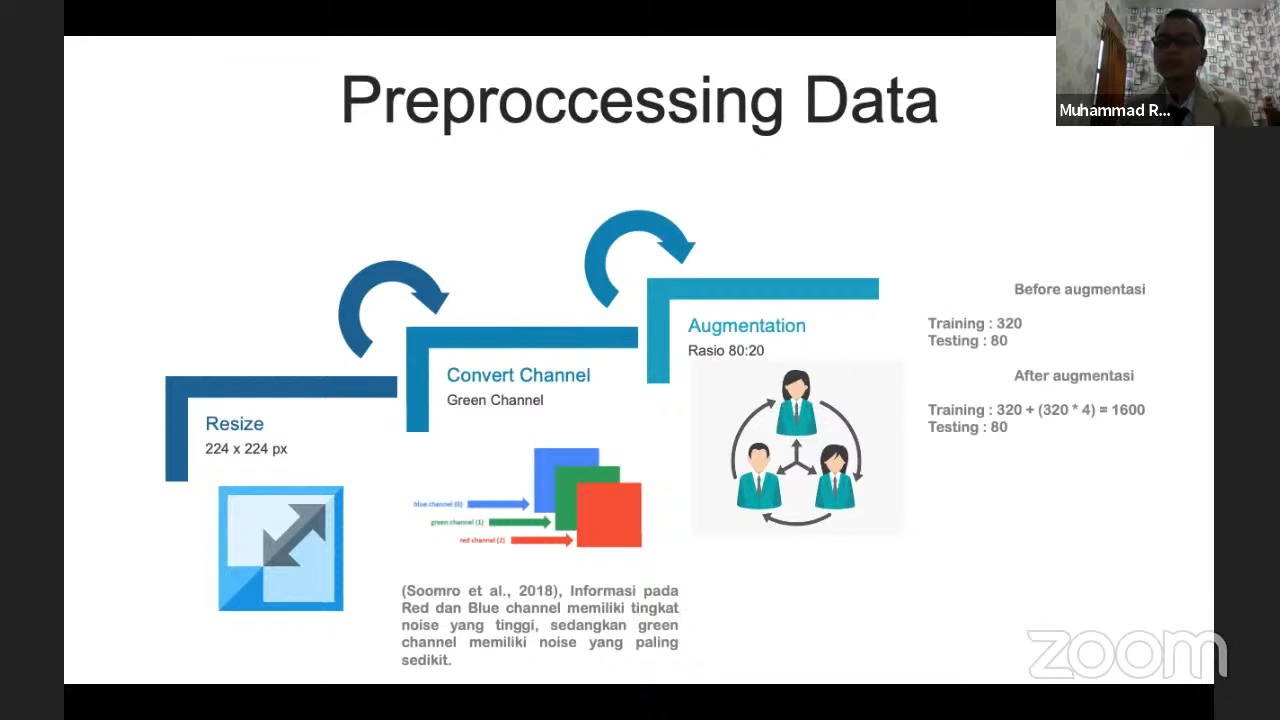 Preproccessing Data
Muhammad R...
Resize
224 x 224 px
Convert Channel
Green Channel
blue channel (0)
green channel (1)
red channel (2)
(Soomro et al., 2018), Informasi pada
Red dan Blue channel memiliki tingkat
noise yang tinggi, sedangkan green
channel memiliki noise yang paling
sedikit.
Augmentation
Rasio 80:20
Before augmentasi
Training : 320
Testing : 80
After augmentasi
Training : 320 + (320 * 4) = 1600
Testing : 80
zoom